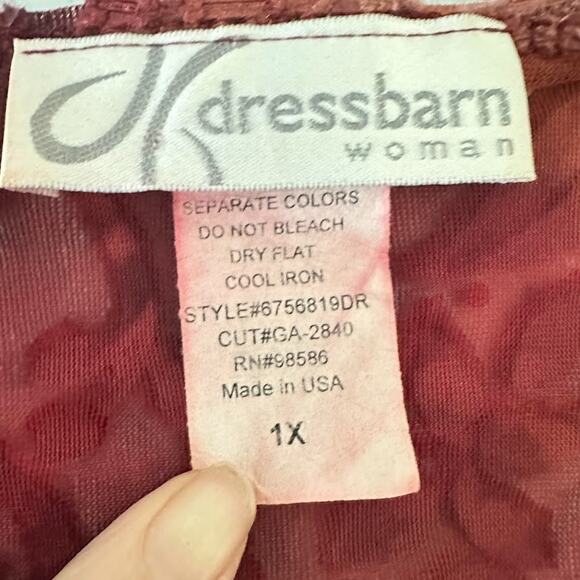 dressbarn
woman
SEPARATE COLORS
DO NOT BLEACH
DRY FLAT
COOL IRON
STYLE#6756819DR
CUT#GA-2840
RN#98586
Made in USA
1X